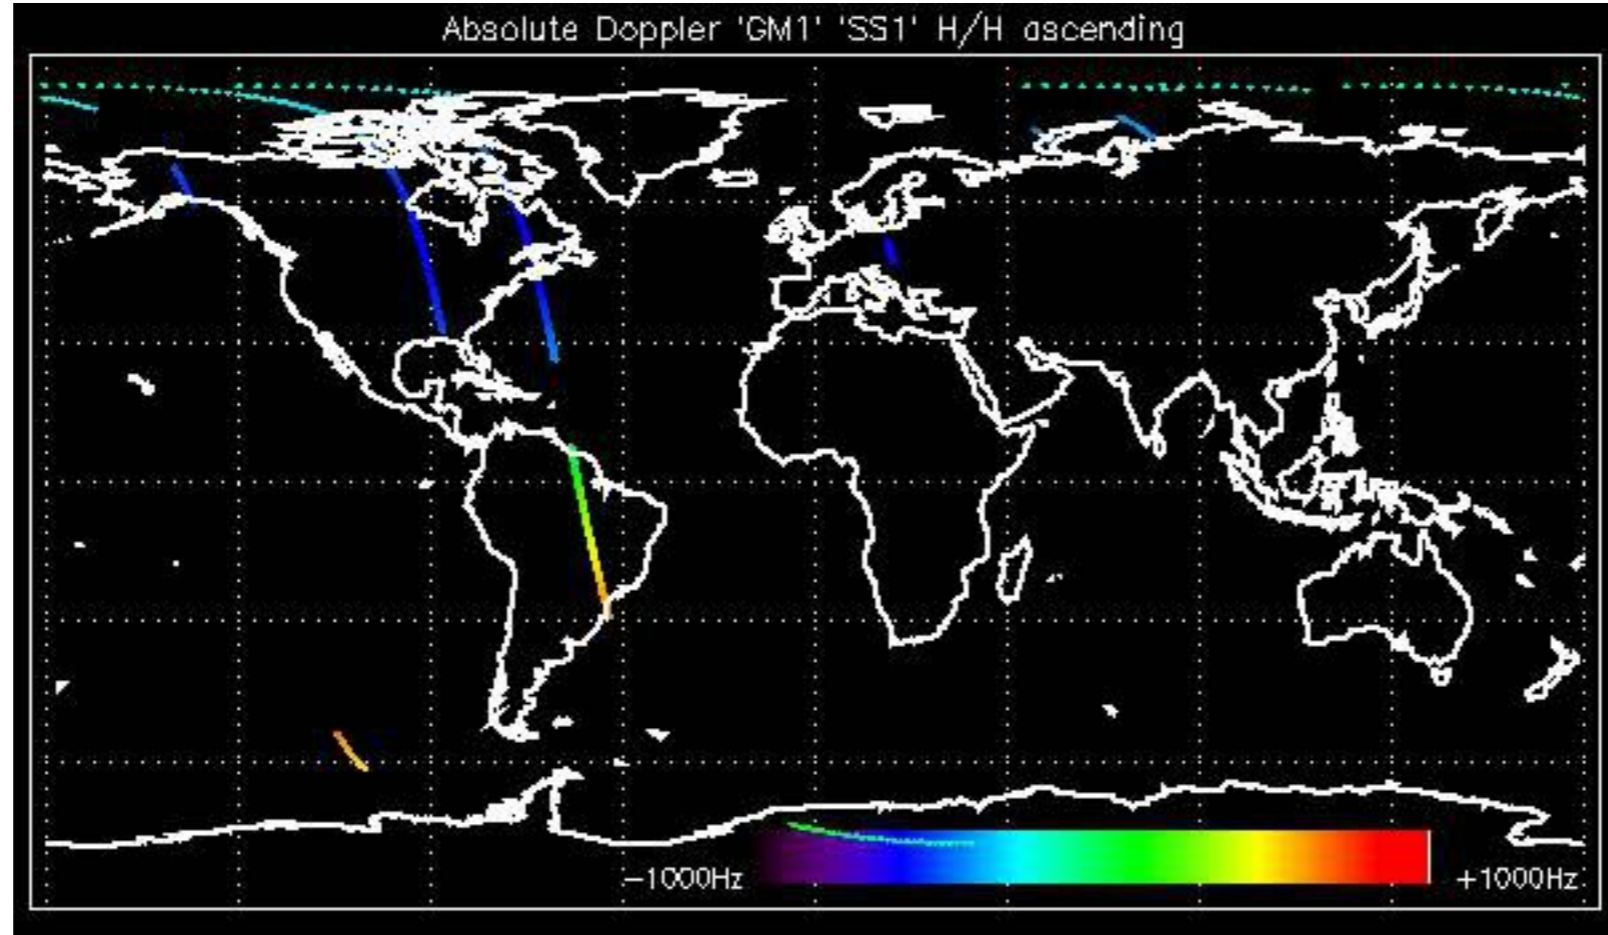 Absolute Doppler 'GM1' 'SS1' H/H ascending
−1000Hz
+1000Hz